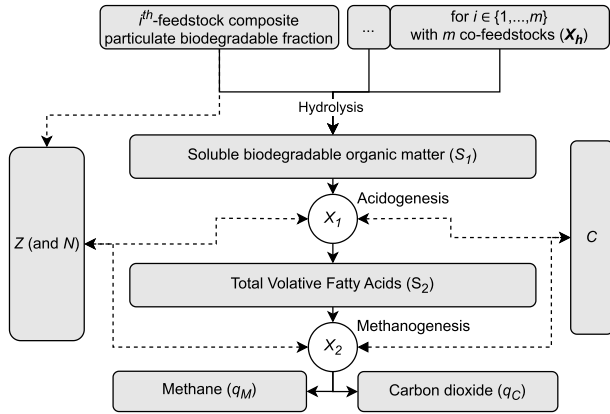 i^th-feedstock composite
particulate biodegradable fraction
...
for i ∈ {1,...,m}
with m co-feedstocks (X_h)
Hydrolysis
Soluble biodegradable organic matter (S_1)
Acidogenesis
X_1
Z (and N)
C
Total Volative Fatty Acids (S_2)
Methanogenesis
X_2
Methane (q_M)
Carbon dioxide (q_C)